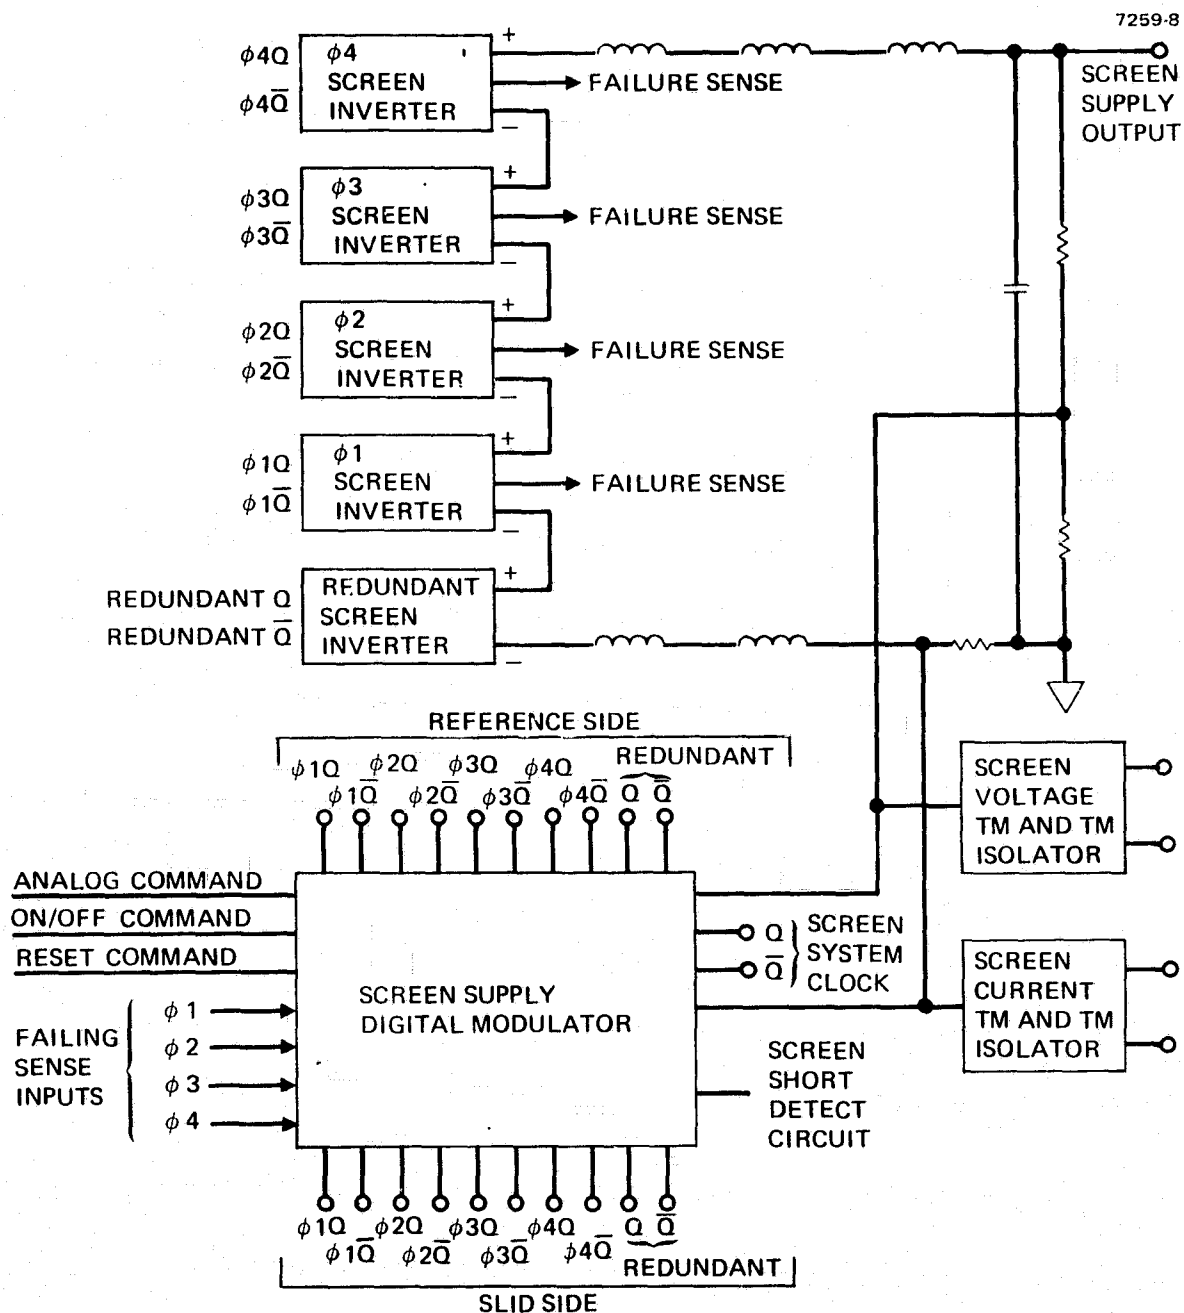 7259-8
φ4Q
φ4Q̅
φ4
SCREEN
INVERTER
+
−
FAILURE SENSE
SCREEN
SUPPLY
OUTPUT
φ3Q
φ3Q̅
φ3
SCREEN
INVERTER
+
−
FAILURE SENSE
φ2Q
φ2Q̅
φ2
SCREEN
INVERTER
+
−
FAILURE SENSE
φ1Q
φ1Q̅
φ1
SCREEN
INVERTER
+
−
FAILURE SENSE
REDUNDANT Q
REDUNDANT Q̅
REDUNDANT
SCREEN
INVERTER
+
−
REFERENCE SIDE
φ1Q
φ1Q̅
φ2Q
φ2Q̅
φ3Q
φ3Q̅
φ4Q
φ4Q̅
REDUNDANT
Q Q̅
SCREEN
VOLTAGE
TM AND TM
ISOLATOR
ANALOG COMMAND
ON/OFF COMMAND
RESET COMMAND
FAILING
SENSE
INPUTS
φ1
φ2
φ3
φ4
SCREEN SUPPLY
DIGITAL MODULATOR
Q
Q̅
SCREEN
SYSTEM
CLOCK
SCREEN
CURRENT
TM AND TM
ISOLATOR
SCREEN
SHORT
DETECT
CIRCUIT
φ1Q
φ1Q̅
φ2Q
φ2Q̅
φ3Q
φ3Q̅
φ4Q
φ4Q̅
Q Q̅
REDUNDANT
SLID SIDE